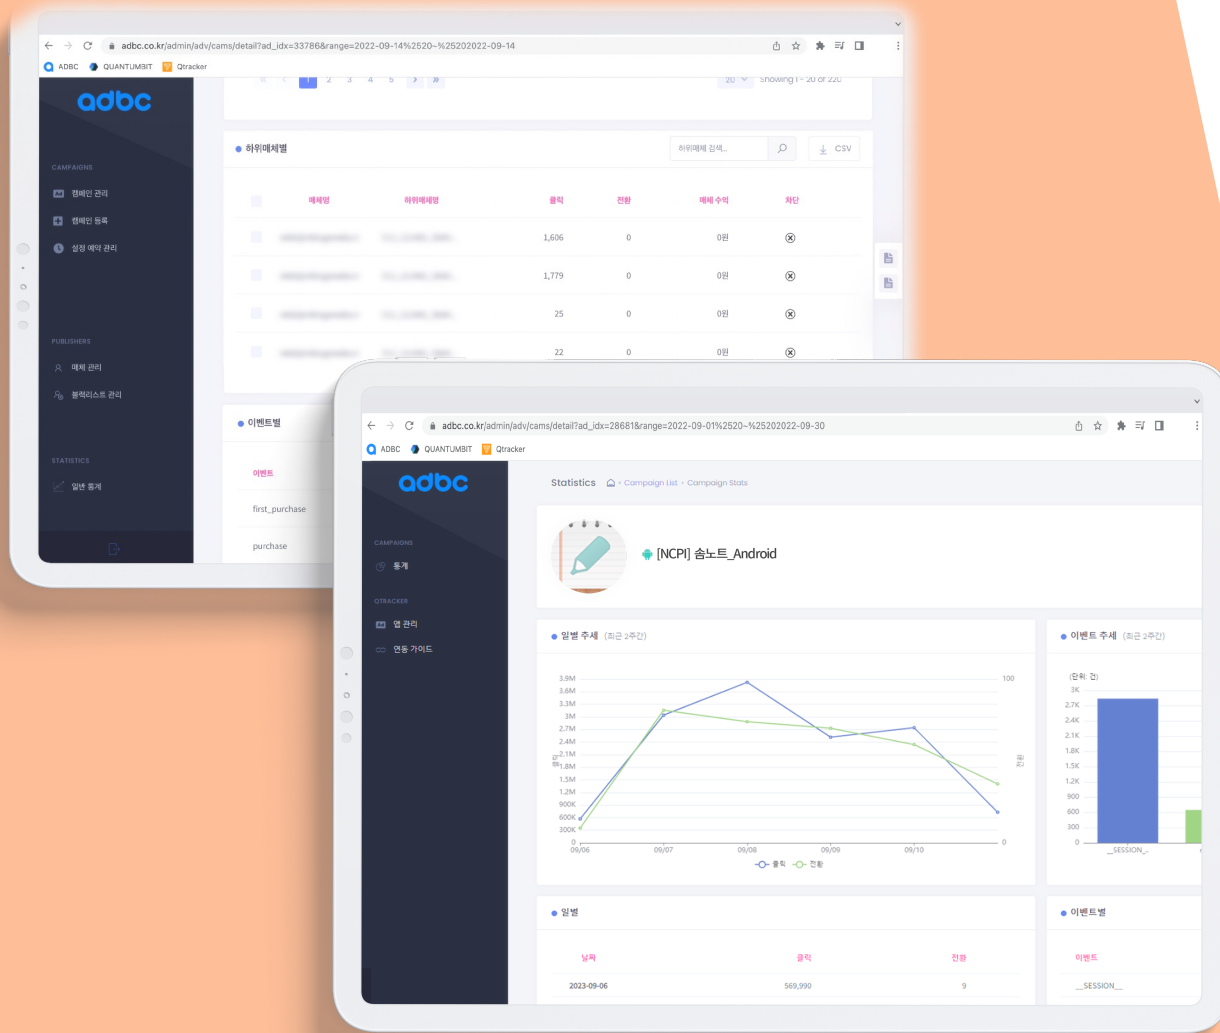 adbc.co.kr/admin/adv/cams/detail?ad_idx=33786&range=2022-09-14%2520~%25202022-09-14
ADBC QUANTUMBIT Qtracker
adbc
« ‹ 1 2 3 4 5 › »
20 Showing 1 - 20 of 220
하위매체별
하위매체 검색...
CSV
CAMPAIGNS
캠페인 관리
캠페인 등록
설정 예약 관리
PUBLISHERS
매체 관리
블랙리스트 관리
STATISTICS
일반 통계
매체명 하위매체명 클릭 전환 매체 수익 차단
1,606 0 0원
1,779 0 0원
25 0 0원
22 0 0원
이벤트별
이벤트
first_purchase
purchase
adbc.co.kr/admin/adv/cams/detail?ad_idx=28681&range=2022-09-01%2520~%25202022-09-30
ADBC QUANTUMBIT Qtracker
adbc
CAMPAIGNS
통계
QTRACKER
앱 관리
연동 가이드
Statistics Campaign List Campaign Stats
[NCPI] 솜노트_Android
일별 추세 (최근 2주간)
3.9M
3.6M
3.3M
3M
2.7M
2.4M
2.1M
1.8M
1.5M
1.2M
900K
600K
300K
0
클릭
100
0
전환
09/06 09/07 09/08 09/09 09/10
클릭 전환
이벤트 추세 (최근 2주간)
(단위: 건)
3K
2.7K
2.4K
2.1K
1.8K
1.5K
1.2K
900
600
300
0
__SESSION_..
일별
날짜 클릭 전환
2023-09-06 569,990 9
이벤트별
이벤트
__SESSION__